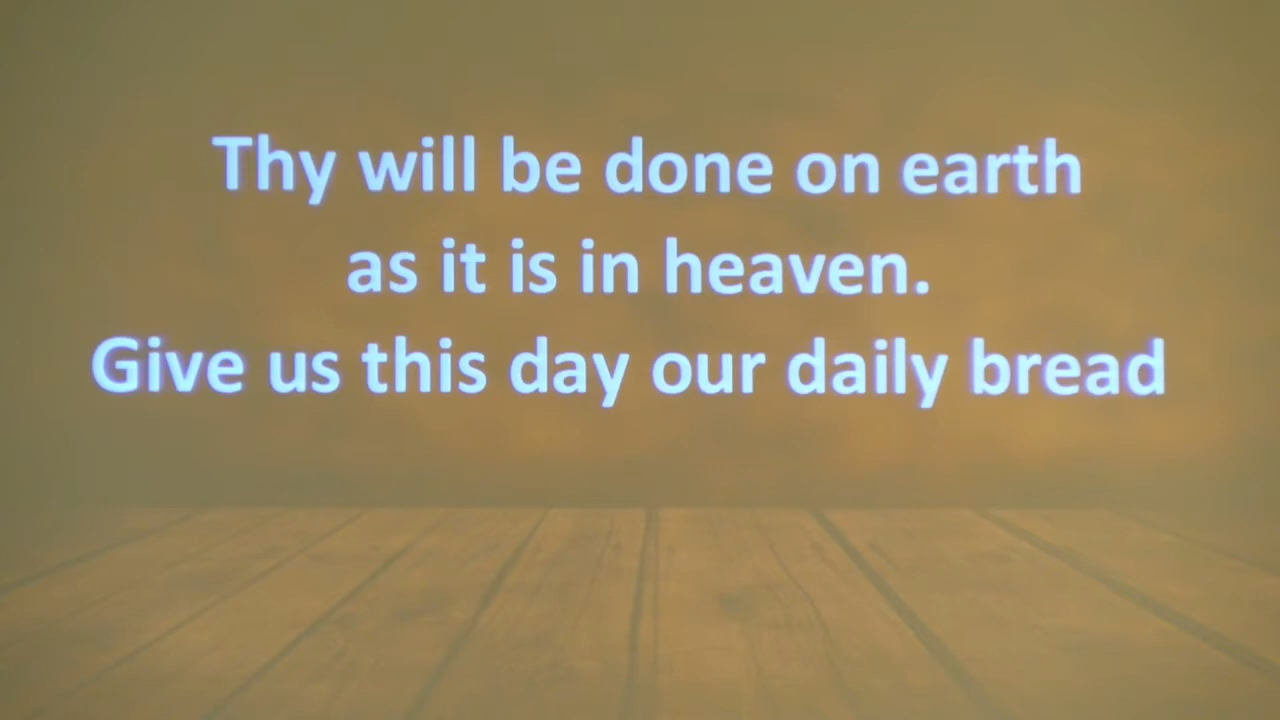 Thy will be done on earth
as it is in heaven.
Give us this day our daily bread